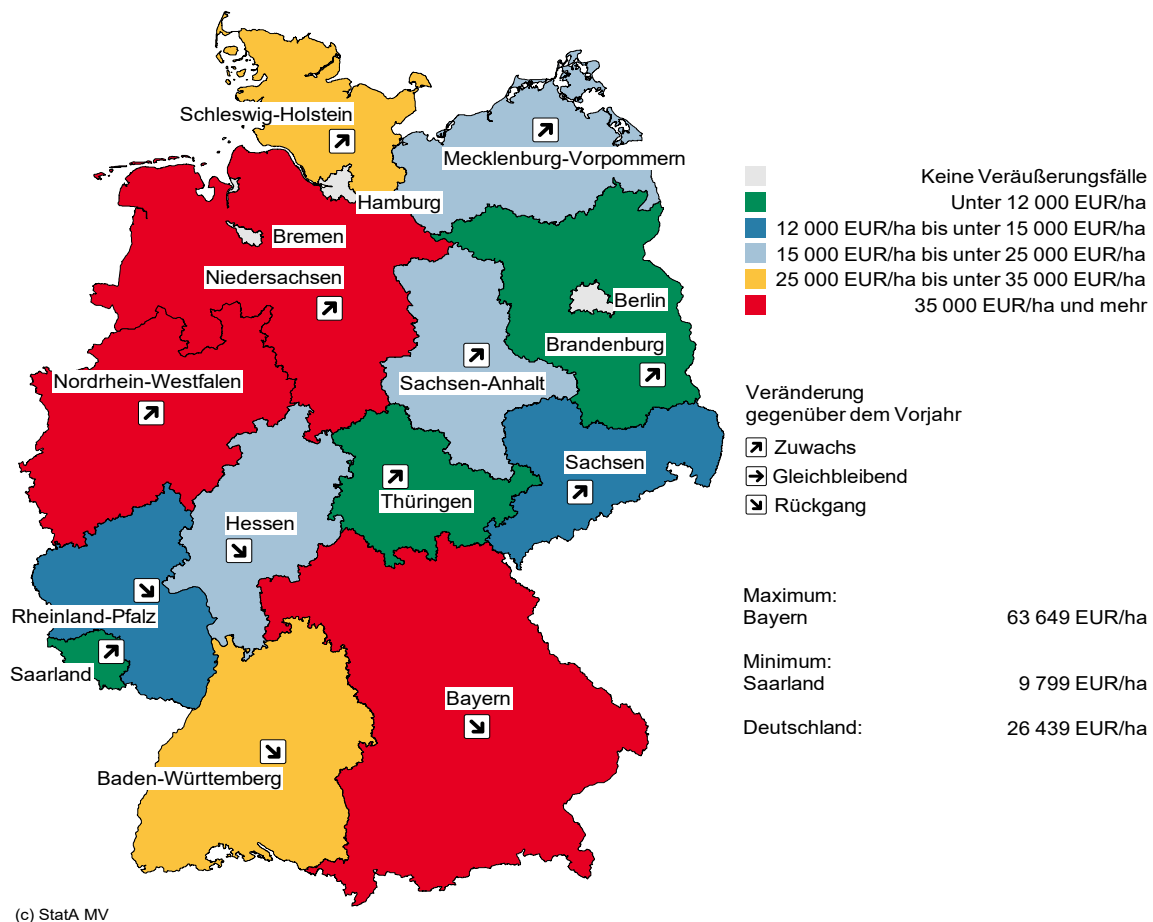 Schleswig-Holstein
Mecklenburg-Vorpommern
Hamburg
Bremen
Niedersachsen
Berlin
Brandenburg
Nordrhein-Westfalen
Sachsen-Anhalt
Sachsen
Thüringen
Hessen
Rheinland-Pfalz
Saarland
Bayern
Baden-Württemberg
Keine Veräußerungsfälle
Unter 12 000 EUR/ha
12 000 EUR/ha bis unter 15 000 EUR/ha
15 000 EUR/ha bis unter 25 000 EUR/ha
25 000 EUR/ha bis unter 35 000 EUR/ha
35 000 EUR/ha und mehr
Veränderung
gegenüber dem Vorjahr
Zuwachs
Gleichbleibend
Rückgang
Maximum:
Bayern 63 649 EUR/ha
Minimum:
Saarland 9 799 EUR/ha
Deutschland: 26 439 EUR/ha
(c) StatA MV